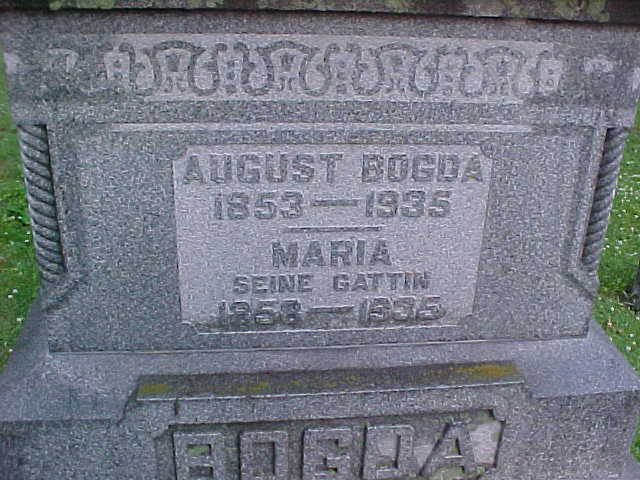 AUGUST BOGDA
1853—1935
MARIA
SEINE GATTIN
1858—1935
BOGDA